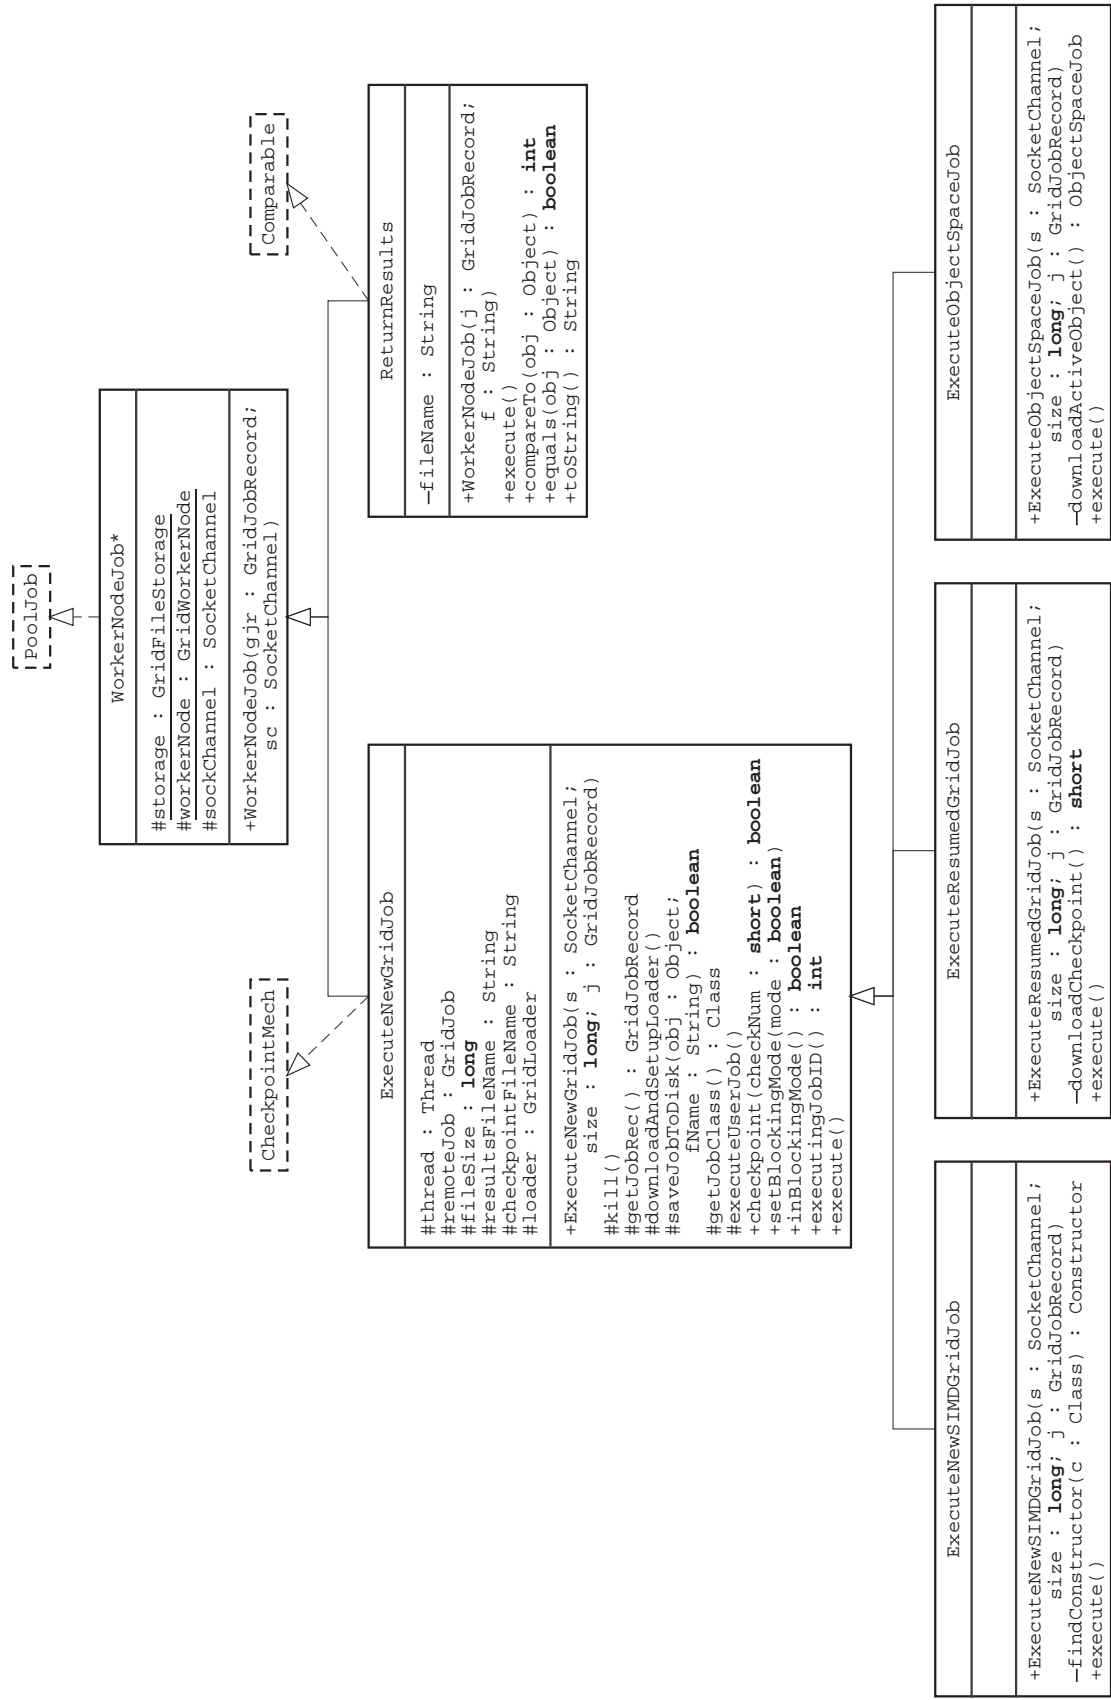 PoolJob
WorkerNodeJob*
#storage : GridFileStorage
#workerNode : GridWorkerNode
#sockChannel : SocketChannel
+WorkerNodeJob(gjr : GridJobRecord;
sc : SocketChannel)
CheckpointMech
Comparable
ExecuteNewGridJob
#thread : Thread
#remoteJob : GridJob
#fileSize : long
#resultsFileName : String
#checkpointFileName : String
#loader : GridLoader
+ExecuteNewGridJob(s : SocketChannel;
size : long; j : GridJobRecord)
#kill()
#getJobRec() : GridJobRecord
#downloadAndSetupLoader()
#saveJobToDisk(obj : Object;
fName : String) : boolean
#getJobClass() : Class
#executeUserJob()
+checkpoint(checkNum : short) : boolean
+setBlockingMode(mode : boolean)
+inBlockingMode() : boolean
+executingJobID() : int
+execute()
ReturnResults
—fileName : String
+WorkerNodeJob(j : GridJobRecord;
f : String)
+execute()
+compareTo(obj : Object) : int
+equals(obj : Object) : boolean
+toString() : String
ExecuteNewSIMDGridJob
+ExecuteNewSIMDGridJob(s : SocketChannel;
size : long; j : GridJobRecord)
—findConstructor(c : Class) : Constructor
+execute()
ExecuteResumedGridJob
+ExecuteResumedGridJob(s : SocketChannel;
size : long; j : GridJobRecord)
—downloadCheckpoint() : short
+execute()
ExecuteObjectSpaceJob
+ExecuteObjectSpaceJob(s : SocketChannel;
size : long; j : GridJobRecord)
—downloadActiveObject() : ObjectSpaceJob
+execute()